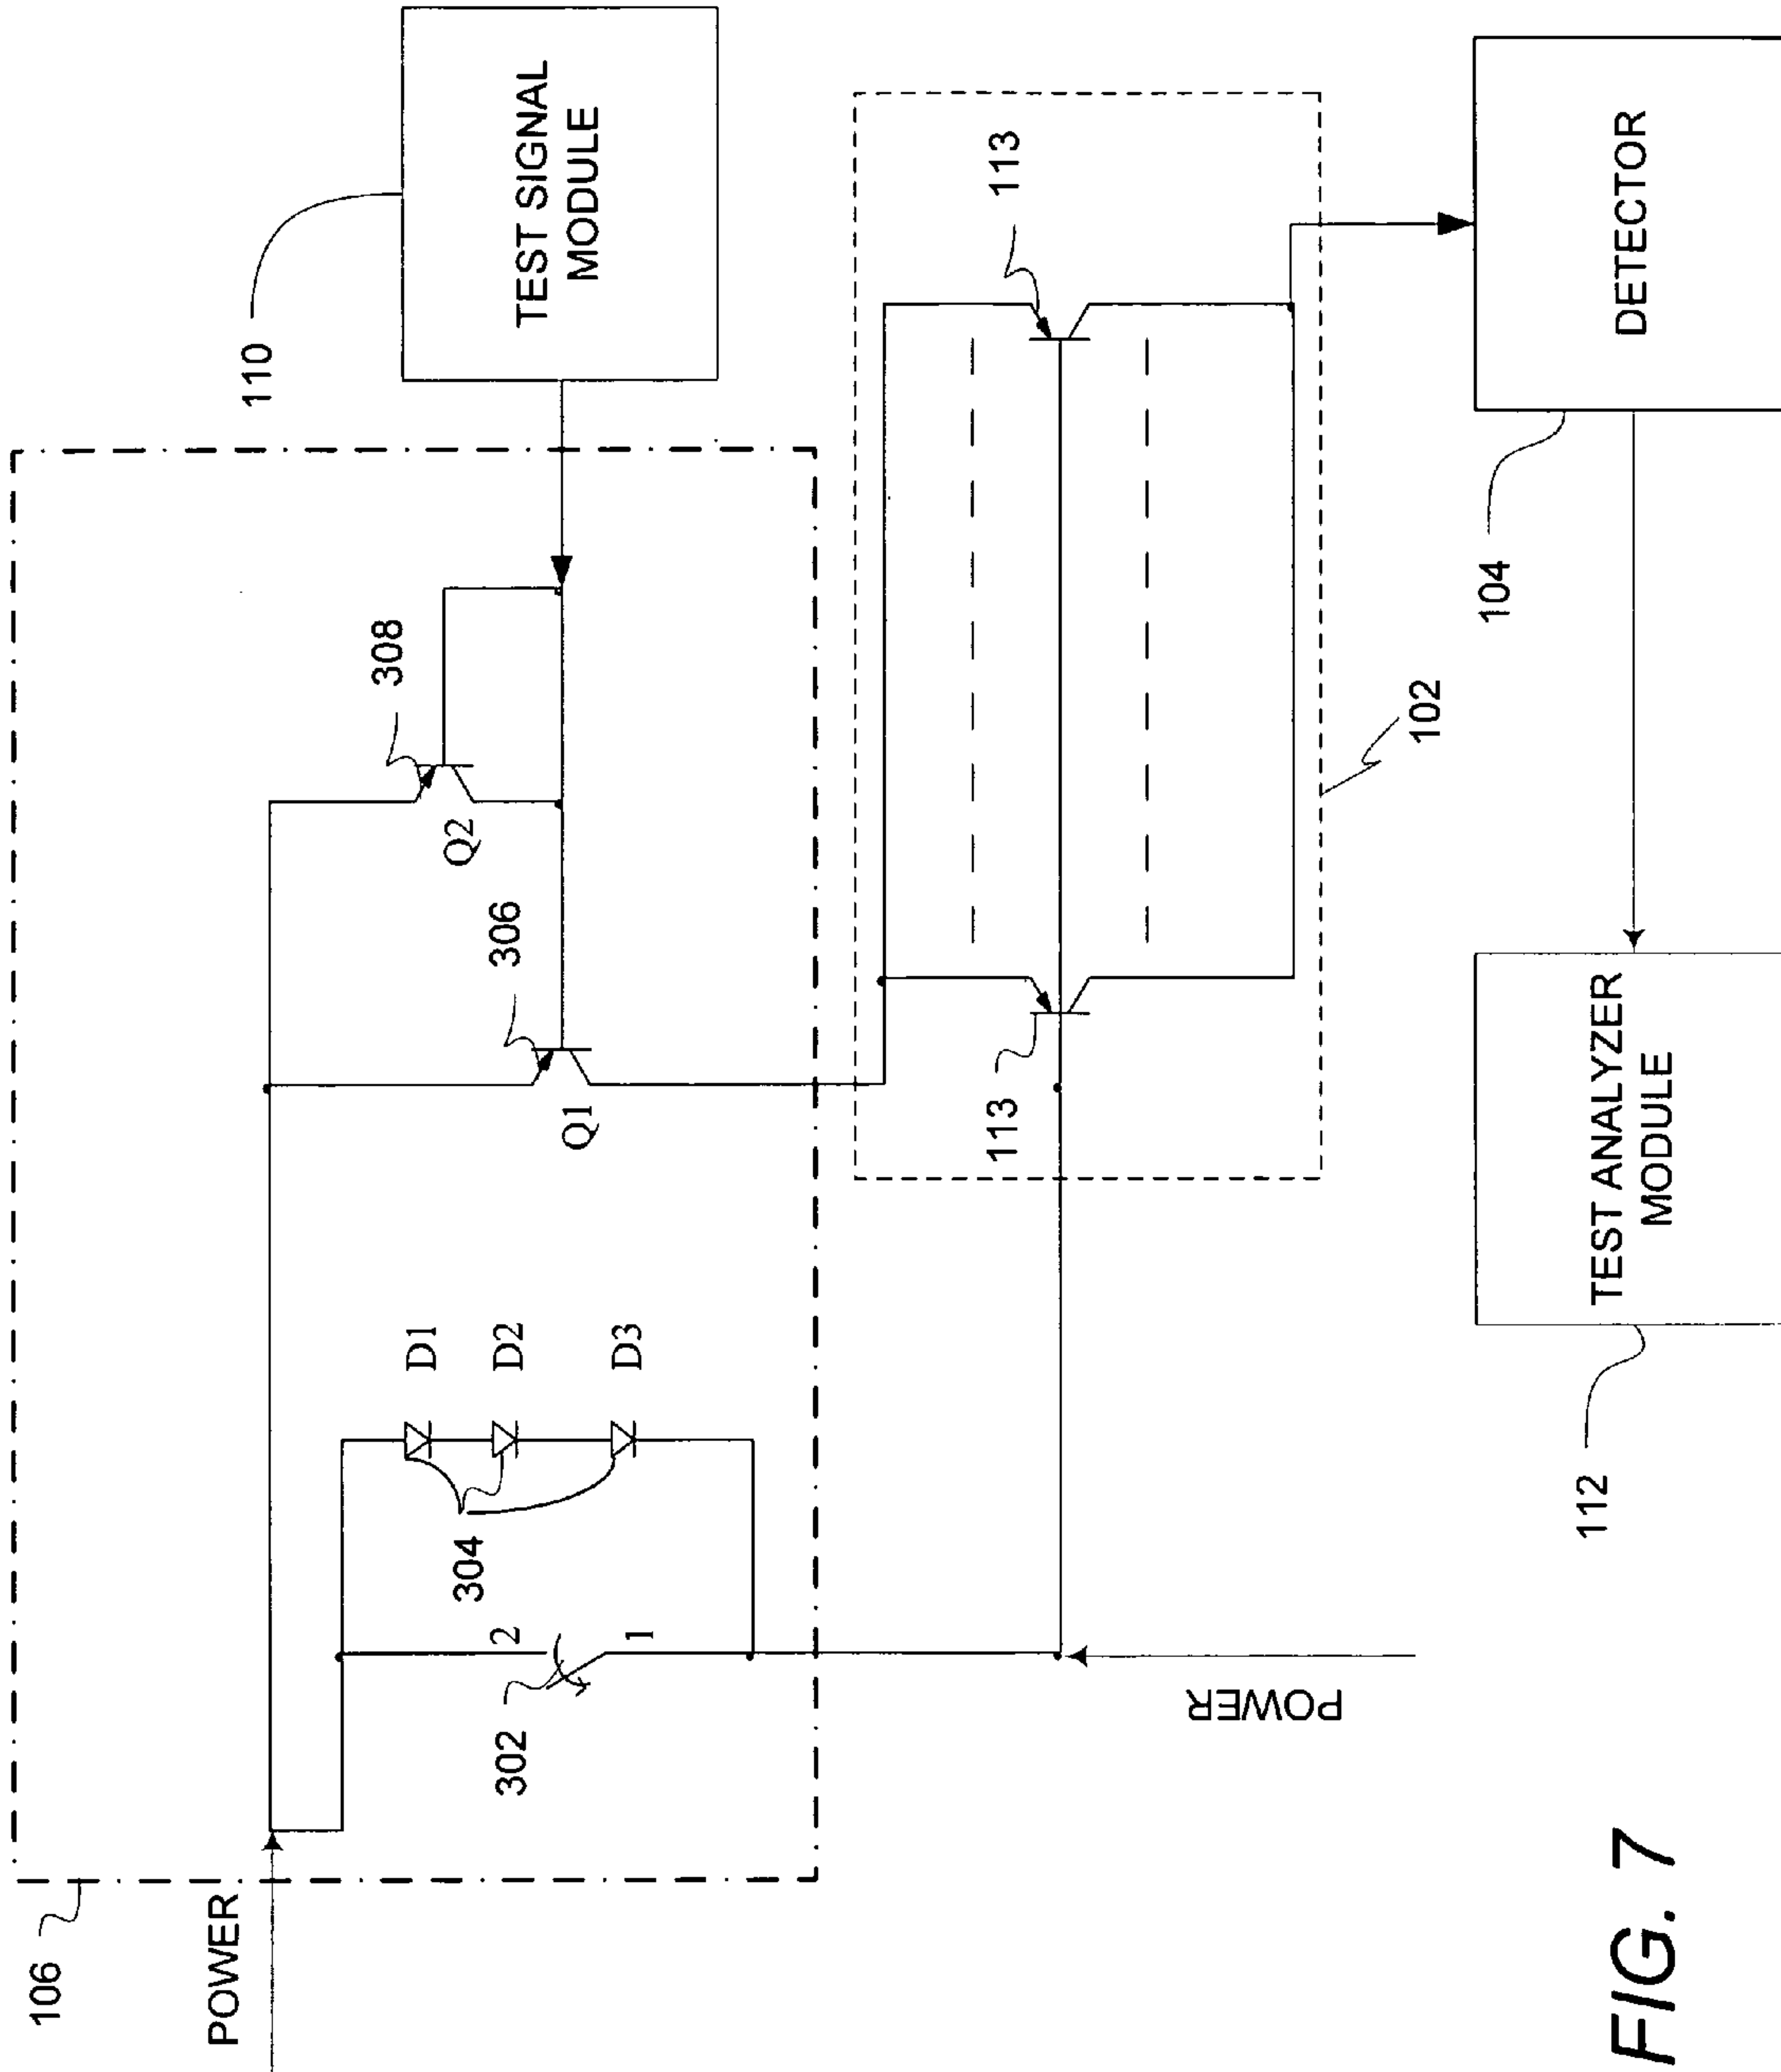 106
POWER
302
2
1
304
D1
D2
D3
Q1
306
Q2
308
110
TEST SIGNAL
MODULE
POWER
113
113
102
112
TEST ANALYZER
MODULE
104
DETECTOR
FIG. 7